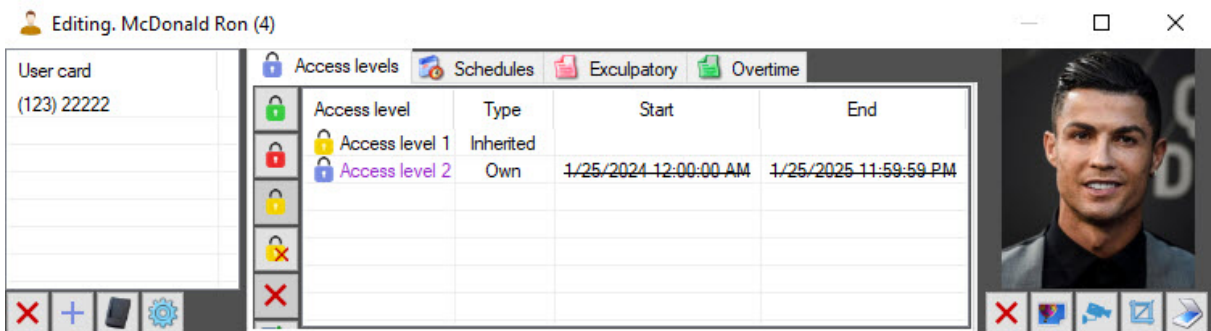 Editing. McDonald Ron (4)
User card
(123) 22222
Access levels Schedules Exculpatory Overtime
Access level Type Start End
Access level 1 Inherited
Access level 2 Own 1/25/2024 12:00:00 AM 1/25/2025 11:59:59 PM